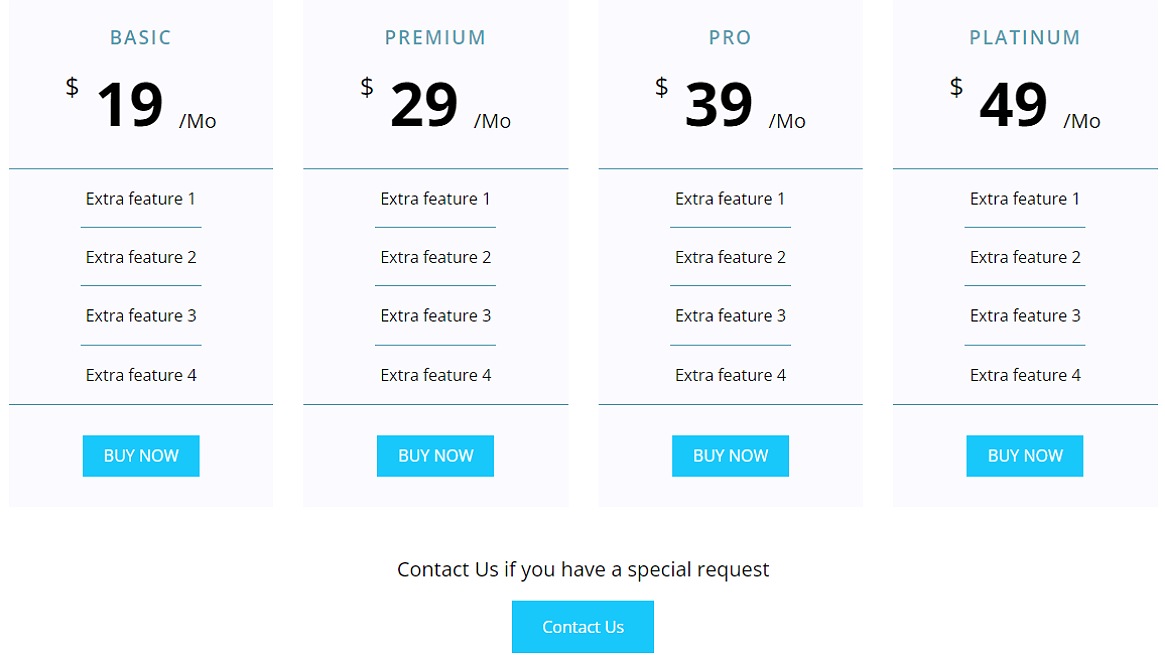 BASIC
$ 19 /Mo
Extra feature 1
Extra feature 2
Extra feature 3
Extra feature 4
BUY NOW
PREMIUM
$ 29 /Mo
Extra feature 1
Extra feature 2
Extra feature 3
Extra feature 4
BUY NOW
PRO
$ 39 /Mo
Extra feature 1
Extra feature 2
Extra feature 3
Extra feature 4
BUY NOW
PLATINUM
$ 49 /Mo
Extra feature 1
Extra feature 2
Extra feature 3
Extra feature 4
BUY NOW
Contact Us if you have a special request
Contact Us